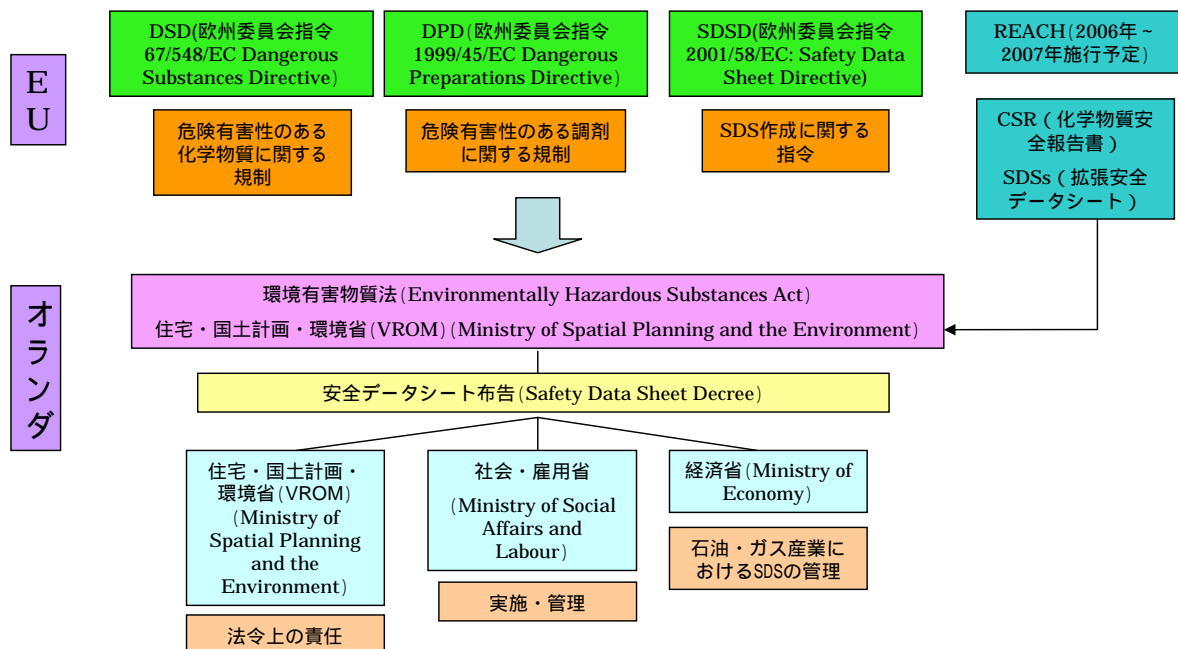 E
U
DSD(欧州委員会指令
67/548/EC Dangerous
Substances Directive)
DPD(欧州委員会指令
1999/45/EC Dangerous
Preparations Directive)
SDSD(欧州委員会指令
2001/58/EC: Safety Data
Sheet Directive)
REACH(2006年~
2007年施行予定)
危険有害性のある
化学物質に関する
規制
危険有害性のある調剤
に関する規制
SDS作成に関する
指令
CSR(化学物質安
全報告書)
SDSs(拡張安全
データシート)
オ
ラ
ン
ダ
環境有害物質法(Environmentally Hazardous Substances Act)
住宅・国土計画・環境省(VROM)(Ministry of Spatial Planning and the Environment)
安全データシート布告(Safety Data Sheet Decree)
住宅・国土計画・
環境省(VROM)
(Ministry of
Spatial Planning
and the
Environment)
法令上の責任
社会・雇用省
(Ministry of Social
Affairs and
Labour)
実施・管理
経済省(Ministry of
Economy)
石油・ガス産業に
おけるSDSの管理